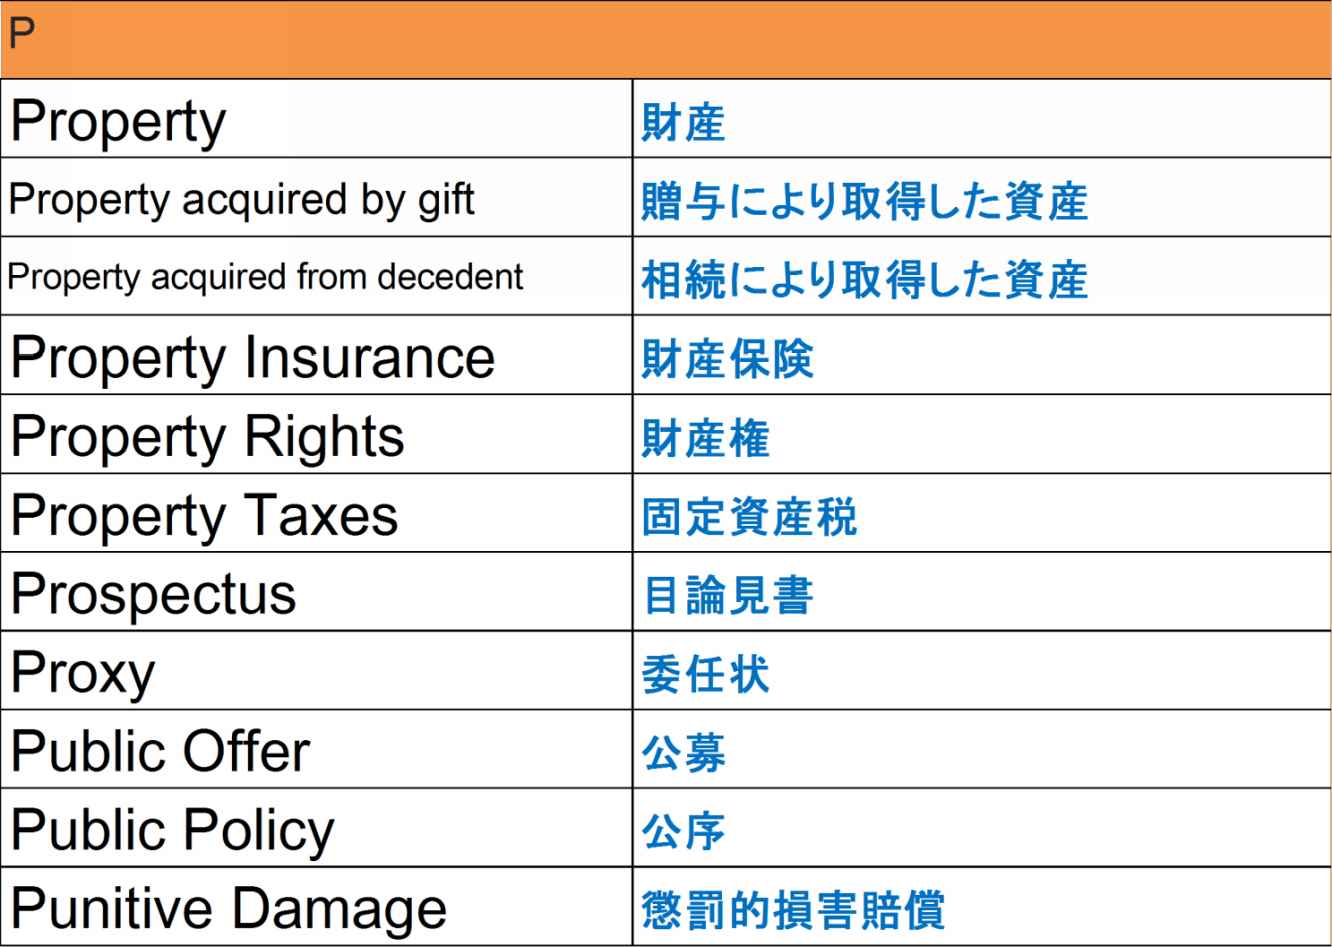 P
Property 財産
Property acquired by gift 贈与により取得した資産
Property acquired from decedent 相続により取得した資産
Property Insurance 財産保険
Property Rights 財産権
Property Taxes 固定資産税
Prospectus 目論見書
Proxy 委任状
Public Offer 公募
Public Policy 公序
Punitive Damage 懲罰的損害賠償